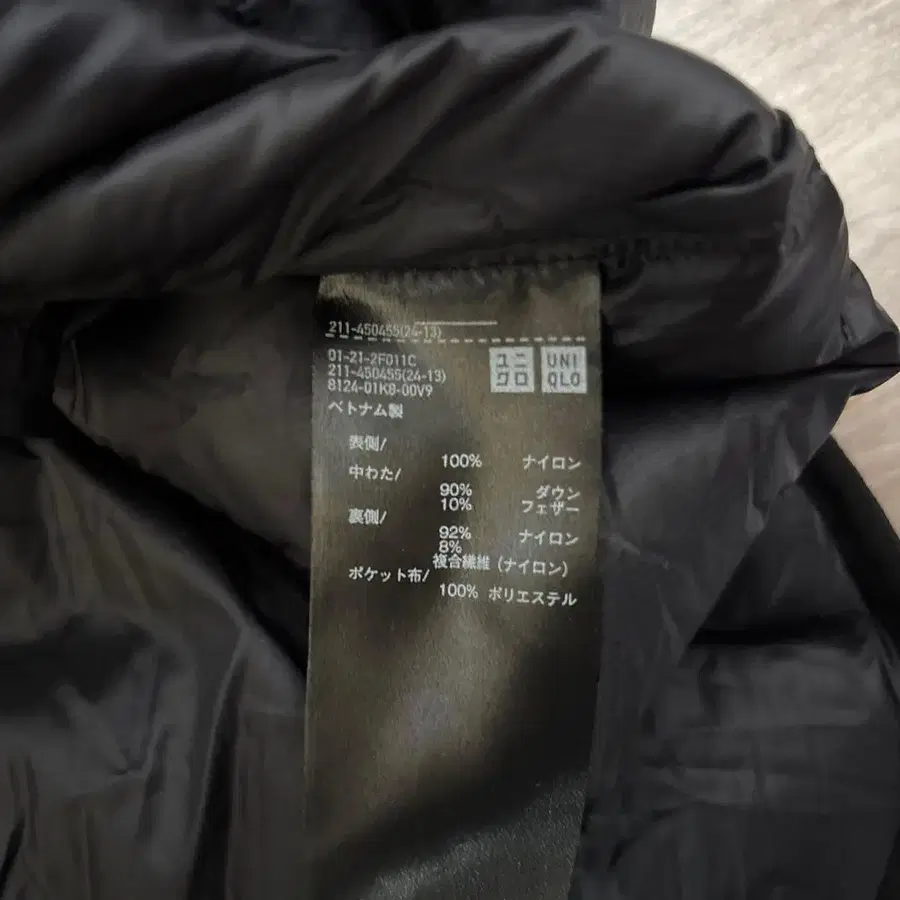 211-450455(24-13)
01-21-2F011C
211-450455(24-13)
8124-01K8-00V9
ベトナム製
ユニ
クロ
UNI
QLO
表側/
100% ナイロン
中わた/
90% ダウン
10% フェザー
裏側/
92% ナイロン
8%
複合繊維 (ナイロン)
ポケット布/
100% ポリエステル